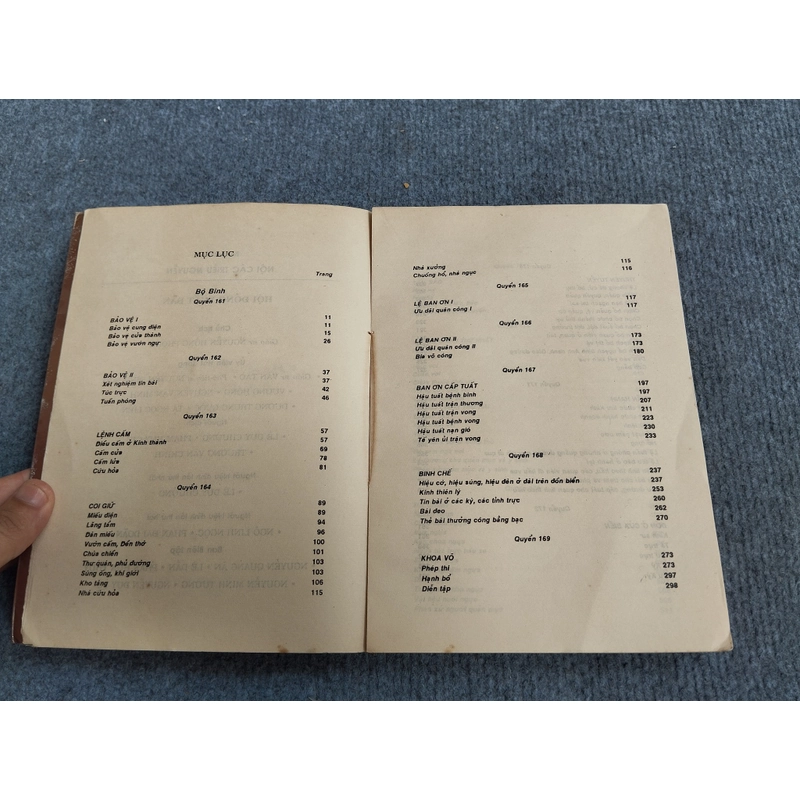 MỤC LỤC
Trang
Bộ Binh
Quyển 161
BẢO VỆ I 11
Bảo vệ cung điện 11
Bảo vệ cửa thành 15
Bảo vệ vườn ngự 26
Quyển 162
BẢO VỆ II 37
Xét nghiệm tin bài 37
Túc trực 42
Tuần phòng 46
Quyển 163
LỆNH CẤM 57
Điều cấm ở Kinh thành 57
Cấm cửa 69
Cấm lửa 78
Cứu hỏa 81
Quyển 164
COI GIỮ 89
Miếu điện 89
Lăng tẩm 94
Đàn miếu 96
Vườn cấm, Đền thờ 100
Chùa chiền 101
Thư quán, phủ đường 103
Súng ống, khí giới 103
Kho tàng 106
Nhà cứu hỏa 115
Nhà xưởng 115
Chuồng hổ, nhà ngục 116
Quyển 165
LỆ BAN ƠN I 117
Ưu đãi quân công I 117
Quyển 166
LỆ BAN ƠN II 173
Ưu đãi quân công II 173
Bia võ công 180
Quyển 167
BAN ƠN CẤP TUẤT 197
Hậu tuất bệnh binh 197
Hậu tuất trận thương 207
Hậu tuất trận vong 211
Hậu tuất bệnh vong 223
Hậu tuất nạn gió 230
Tế yên ủi trận vong 233
Quyển 168
BINH CHẾ 237
Hiệu cờ, hiệu súng, hiệu đèn ở đài trên đồn biển 237
Kính thiên lý 253
Tin bài ở các kỳ, các tỉnh trực 260
Bài đeo 262
Thẻ bài thưởng công bằng bạc 270
Quyển 169
KHOA VÕ 273
Phép thi 273
Hạnh bổ 297
Diễn tập 298